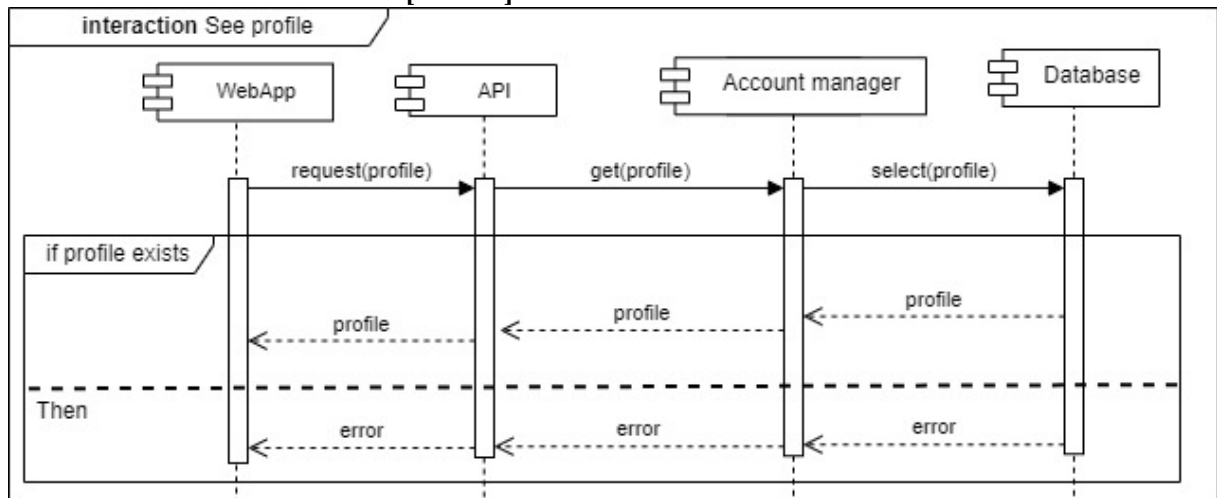 interaction See profile
WebApp
API
Account manager
Database
request(profile)
get(profile)
select(profile)
if profile exists
profile
profile
profile
Then
error
error
error